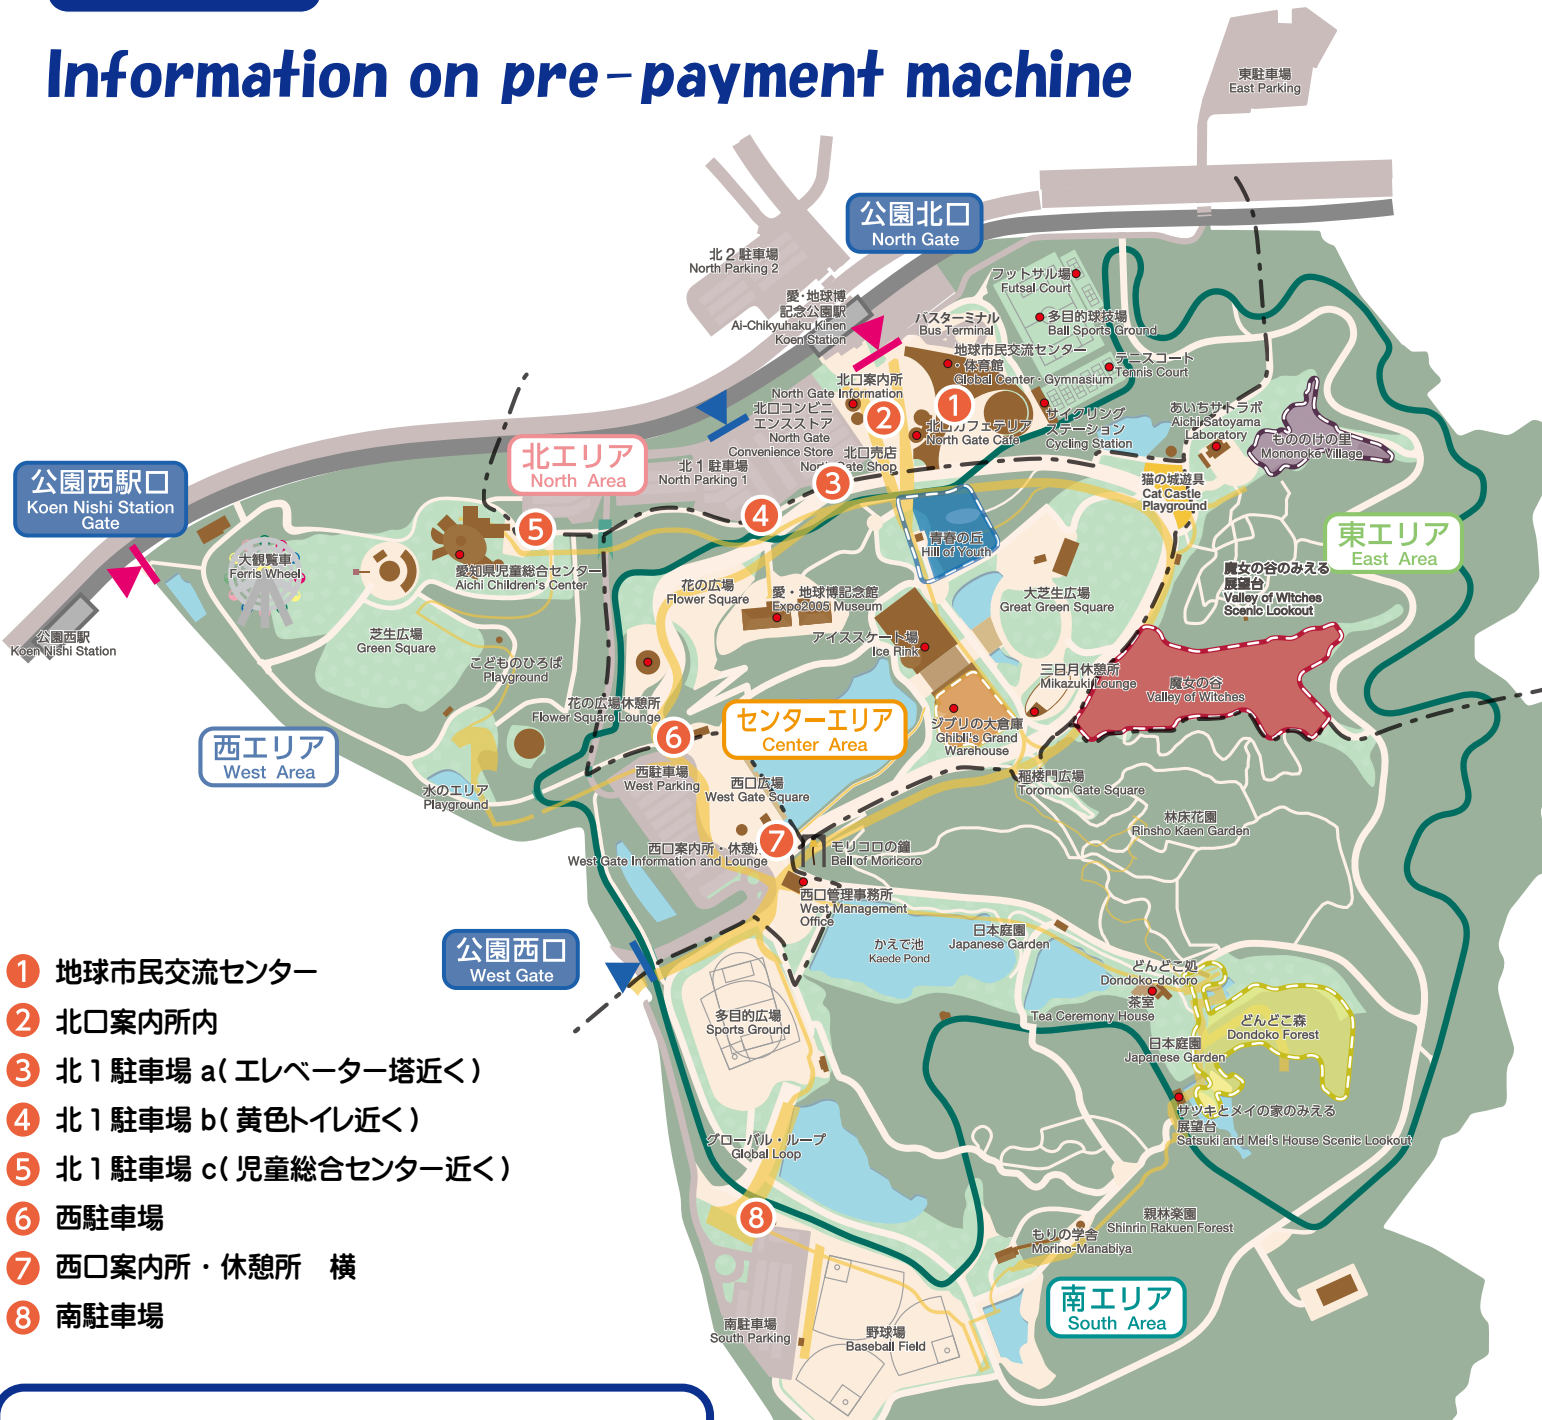 Information on pre-payment machine
東駐車場
East Parking
公園北口
North Gate
北2駐車場
North Parking 2
愛・地球博
記念公園駅
Ai-Chikyuhaku Kinen
Koen Station
フットサル場
Futsal Court
バスターミナル
Bus Terminal
多目的球技場
Ball Sports Ground
地球市民交流センター
・体育館
Global Center・Gymnasium
テニスコート
Tennis Court
北口案内所
North Gate Information
1
2
北口コンビニ
エンスストア
North Gate
Convenience Store
北口カフェテリア
North Gate Cafe
サイクリング
ステーション
Cycling Station
あいちサトラボ
Aichi Satoyama
Laboratory
もののけの里
Mononoke Village
北口売店
North Gate Shop
北エリア
North Area
北1駐車場
North Parking 1
3
4
5
公園西駅口
Koen Nishi Station
Gate
猫の城遊具
Cat Castle
Playground
東エリア
East Area
青春の丘
Hill of Youth
大観覧車
Ferris Wheel
愛知県児童総合センター
Aichi Children's Center
花の広場
Flower Square
愛・地球博記念館
Expo2005 Museum
大芝生広場
Great Green Square
魔女の谷のみえる
展望台
Valley of Witches
Scenic Lookout
公園西駅
Koen Nishi Station
芝生広場
Green Square
アイススケート場
Ice Rink
こどものひろば
Playground
三日月休憩所
Mikazuki Lounge
魔女の谷
Valley of Witches
花の広場休憩所
Flower Square Lounge
センターエリア
Center Area
ジブリの大倉庫
Ghibli's Grand
Warehouse
6
西エリア
West Area
西駐車場
West Parking
西口広場
West Gate Square
稲楼門広場
Toromon Gate Square
水のエリア
Playground
林床花園
Rinsho Kaen Garden
7
西口案内所・休憩所
West Gate Information and Lounge
モリコロの鐘
Bell of Moricoro
西口管理事務所
West Management
Office
公園西口
West Gate
かえで池
Kaede Pond
日本庭園
Japanese Garden
どんどこ処
Dondoko-dokoro
茶室
Tea Ceremony House
どんどこ森
Dondoko Forest
多目的広場
Sports Ground
日本庭園
Japanese Garden
サツキとメイの家のみえる
展望台
Satsuki and Mei's House Scenic Lookout
グローバル・ループ
Global Loop
8
親林楽園
Shinrin Rakuen Forest
もりの学舎
Morino-Manabiya
南エリア
South Area
南駐車場
South Parking
野球場
Baseball Field
1 地球市民交流センター
2 北口案内所内
3 北1駐車場 a(エレベーター塔近く)
4 北1駐車場 b(黄色トイレ近く)
5 北1駐車場 c(児童総合センター近く)
6 西駐車場
7 西口案内所・休憩所 横
8 南駐車場